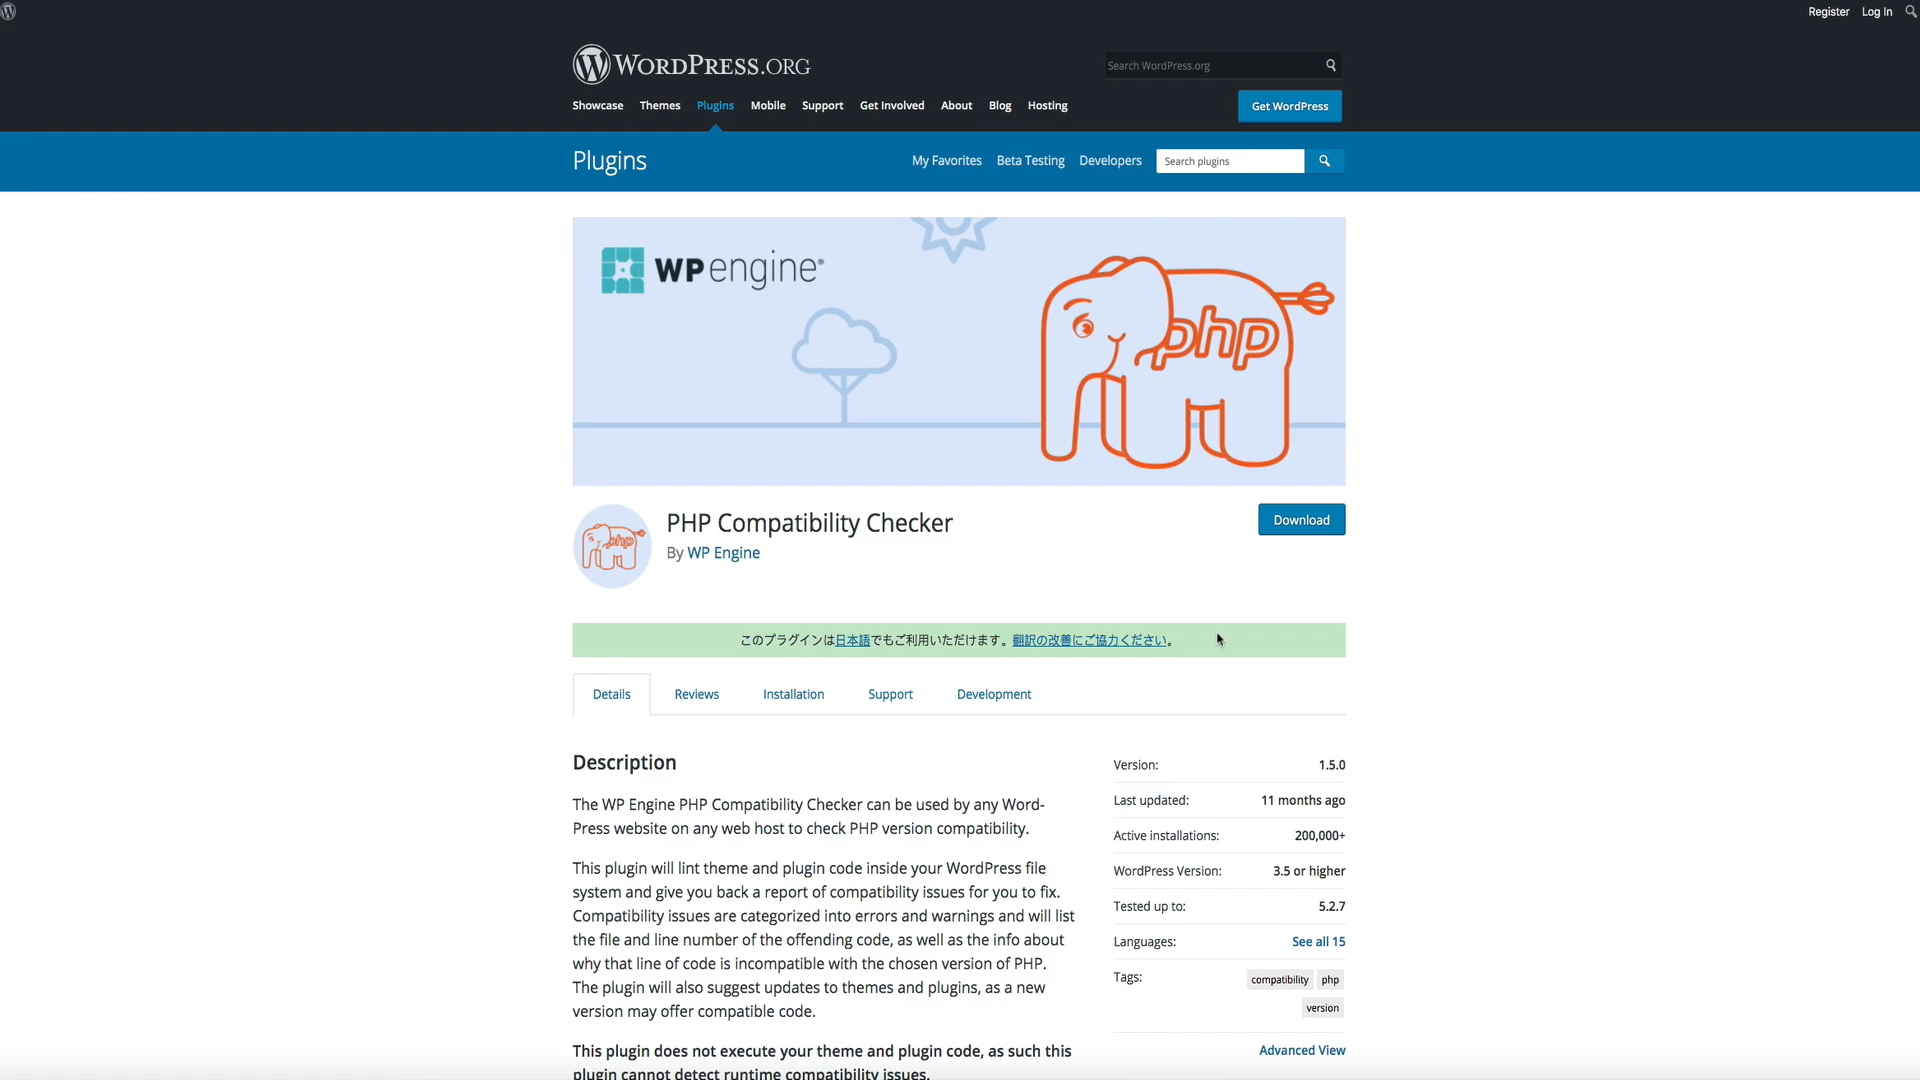 Register Log In
WORDPRESS.ORG
Search WordPress.org
Showcase Themes Plugins Mobile Support Get Involved About Blog Hosting
Get WordPress
Plugins
My Favorites Beta Testing Developers Search plugins
WP engine®
php
php
PHP Compatibility Checker
By WP Engine
Download
このプラグインは日本語でもご利用いただけます。翻訳の改善にご協力ください。
Details Reviews Installation Support Development
Description
The WP Engine PHP Compatibility Checker can be used by any Word-
Press website on any web host to check PHP version compatibility.
This plugin will lint theme and plugin code inside your WordPress file
system and give you back a report of compatibility issues for you to fix.
Compatibility issues are categorized into errors and warnings and will list
the file and line number of the offending code, as well as the info about
why that line of code is incompatible with the chosen version of PHP.
The plugin will also suggest updates to themes and plugins, as a new
version may offer compatible code.
This plugin does not execute your theme and plugin code, as such this
plugin cannot detect runtime compatibility issues.
Version: 1.5.0
Last updated: 11 months ago
Active installations: 200,000+
WordPress Version: 3.5 or higher
Tested up to: 5.2.7
Languages: See all 15
Tags: compatibility php
version
Advanced View